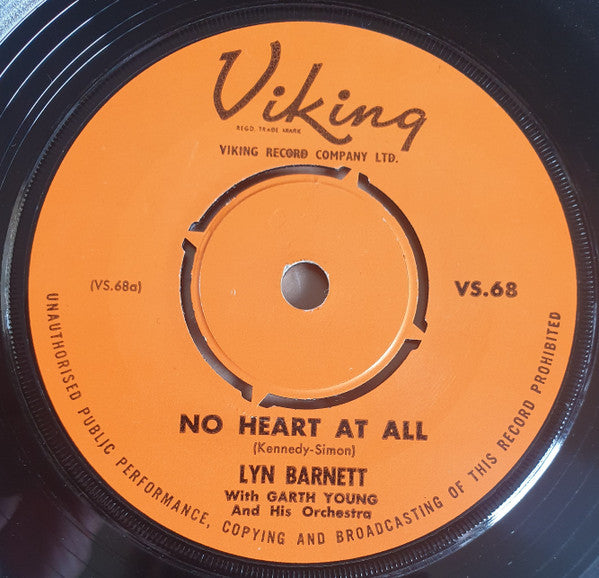 Viking
REGD. TRADE MARK
VIKING RECORD COMPANY LTD.
(VS.68a)
VS.68
NO HEART AT ALL
(Kennedy-Simon)
LYN BARNETT
With GARTH YOUNG
And His Orchestra
UNAUTHORISED PUBLIC PERFORMANCE, COPYING AND BROADCASTING OF THIS RECORD PROHIBITED